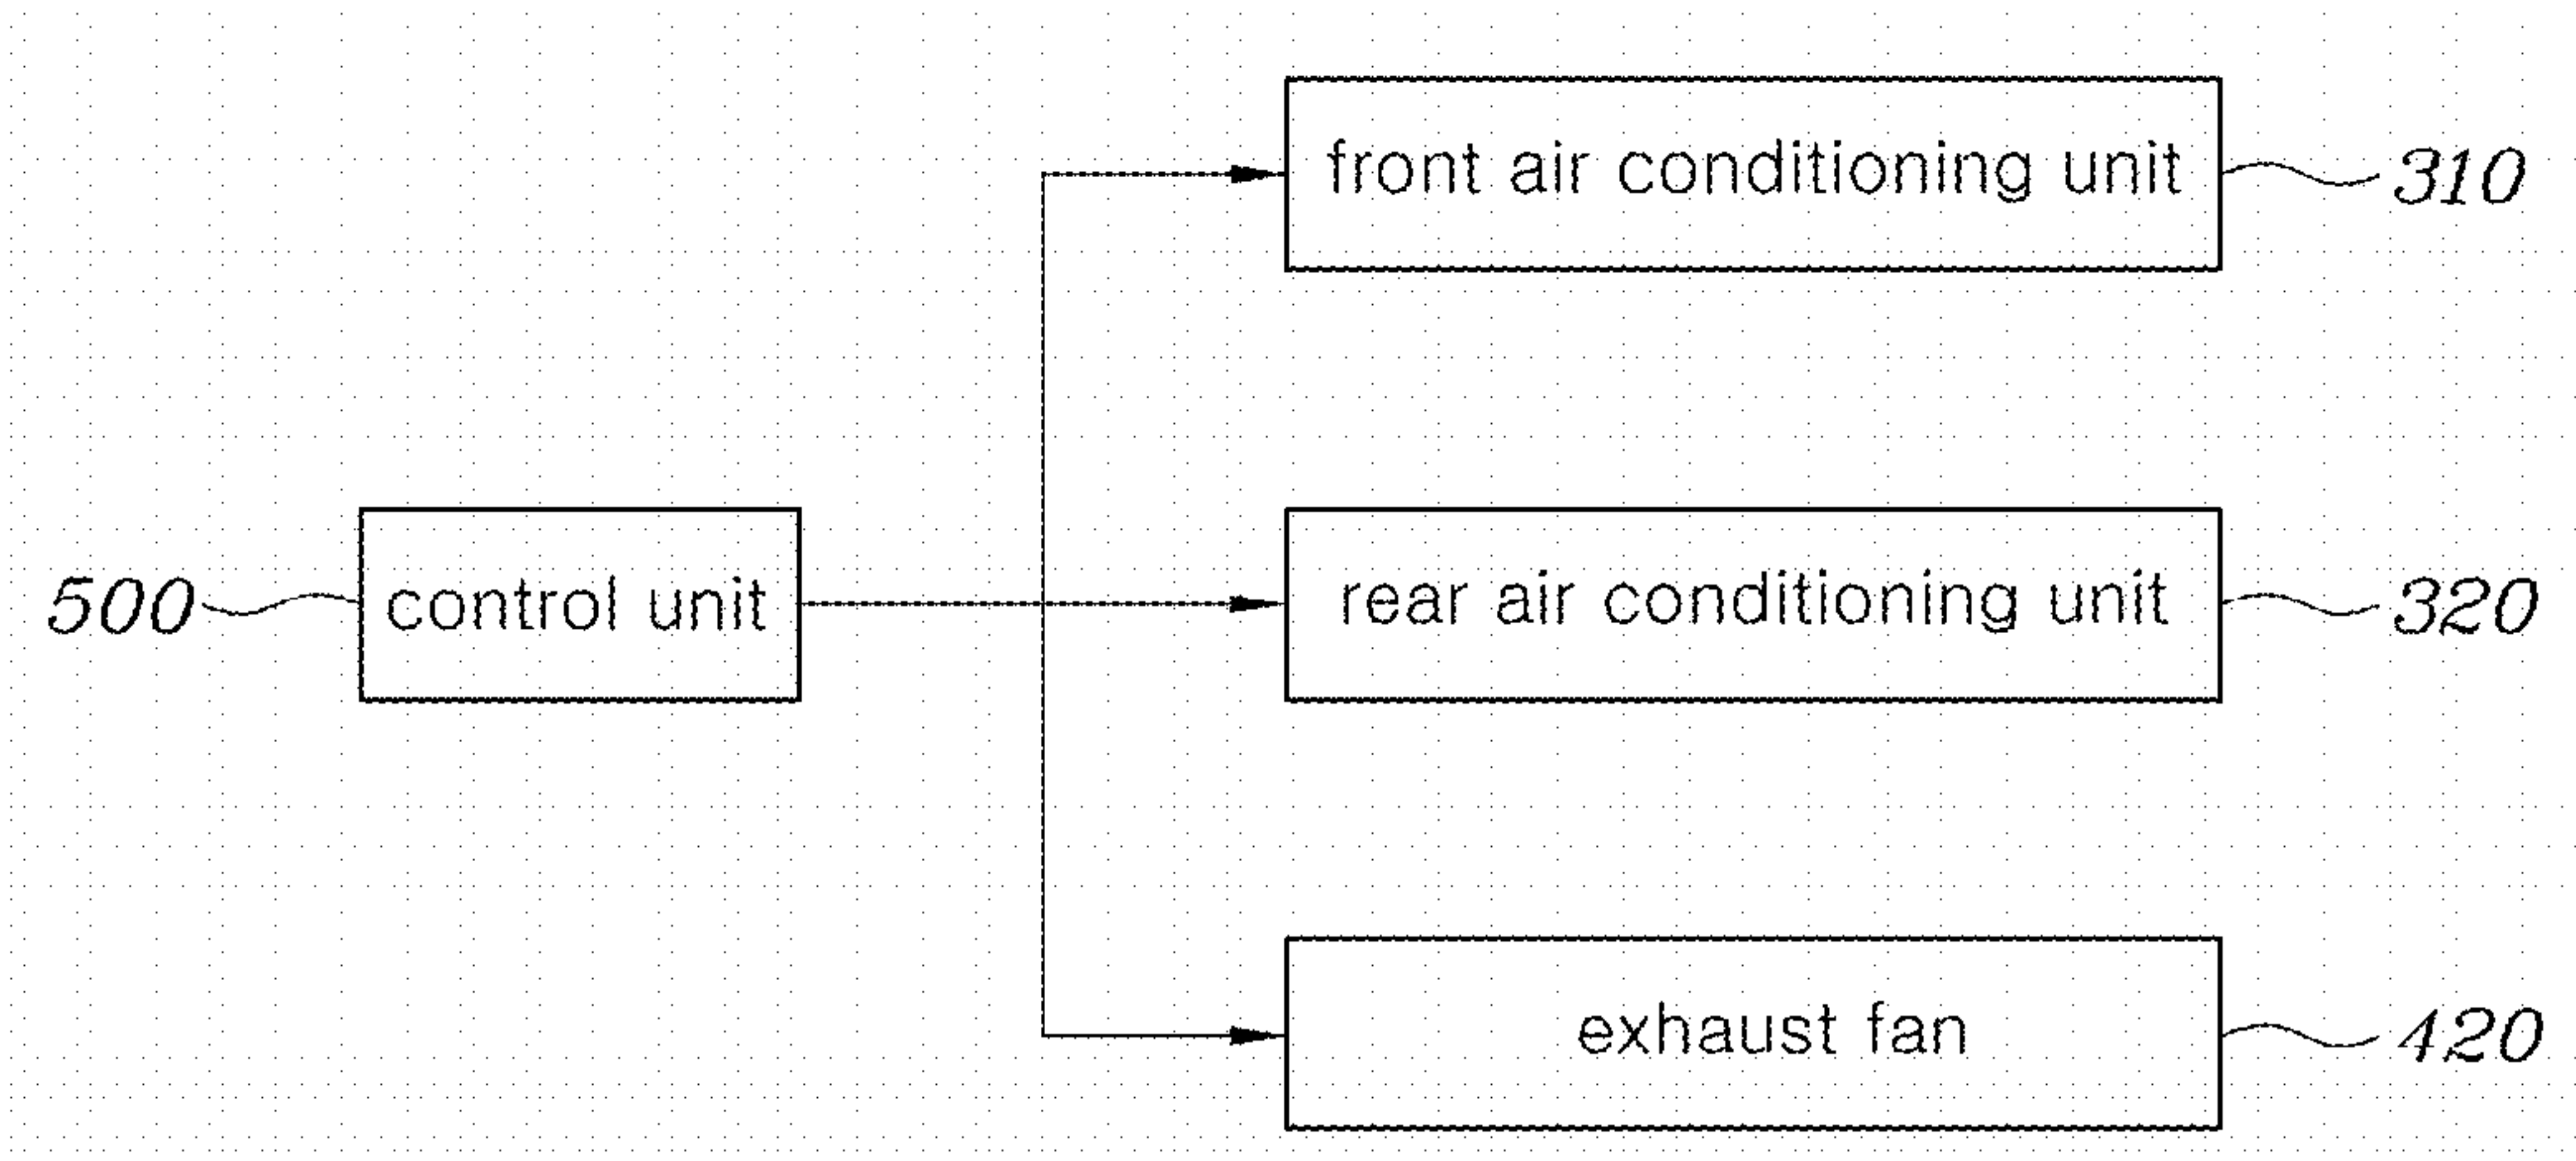 front air conditioning unit 310
500 control unit rear air conditioning unit 320
exhaust fan 420